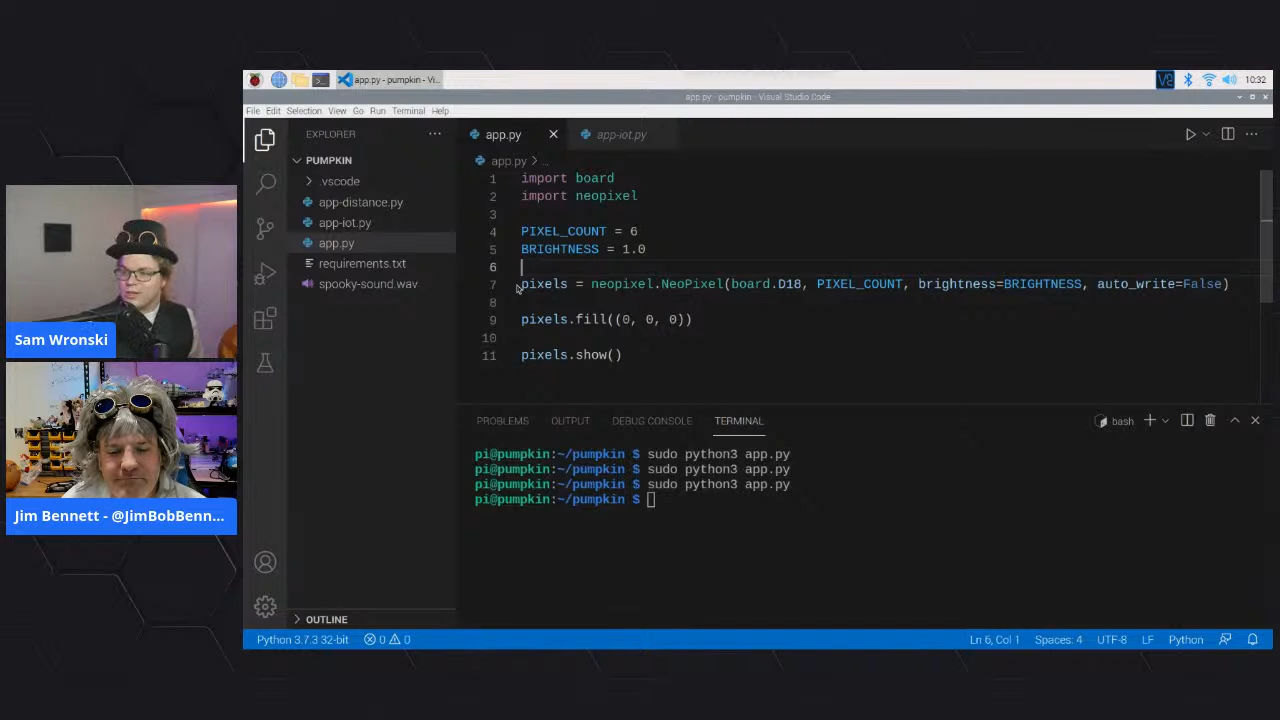 app.py - pumpkin - Vi...
V2
10:32
app.py - pumpkin - Visual Studio Code
File Edit Selection View Go Run Terminal Help
EXPLORER
PUMPKIN
.vscode
app-distance.py
app-iot.py
app.py
requirements.txt
spooky-sound.wav
OUTLINE
app.py
app-iot.py
app.py > ...
1 import board
2 import neopixel
3
4 PIXEL_COUNT = 6
5 BRIGHTNESS = 1.0
6
7 pixels = neopixel.NeoPixel(board.D18, PIXEL_COUNT, brightness=BRIGHTNESS, auto_write=False)
8
9 pixels.fill((0, 0, 0))
10
11 pixels.show()
PROBLEMS OUTPUT DEBUG CONSOLE TERMINAL
bash
pi@pumpkin:~/pumpkin $ sudo python3 app.py
pi@pumpkin:~/pumpkin $ sudo python3 app.py
pi@pumpkin:~/pumpkin $ sudo python3 app.py
pi@pumpkin:~/pumpkin $
Python 3.7.3 32-bit 0 0 Ln 6, Col 1 Spaces: 4 UTF-8 LF Python
Sam Wronski
Jim Bennett - @JimBobBenn...